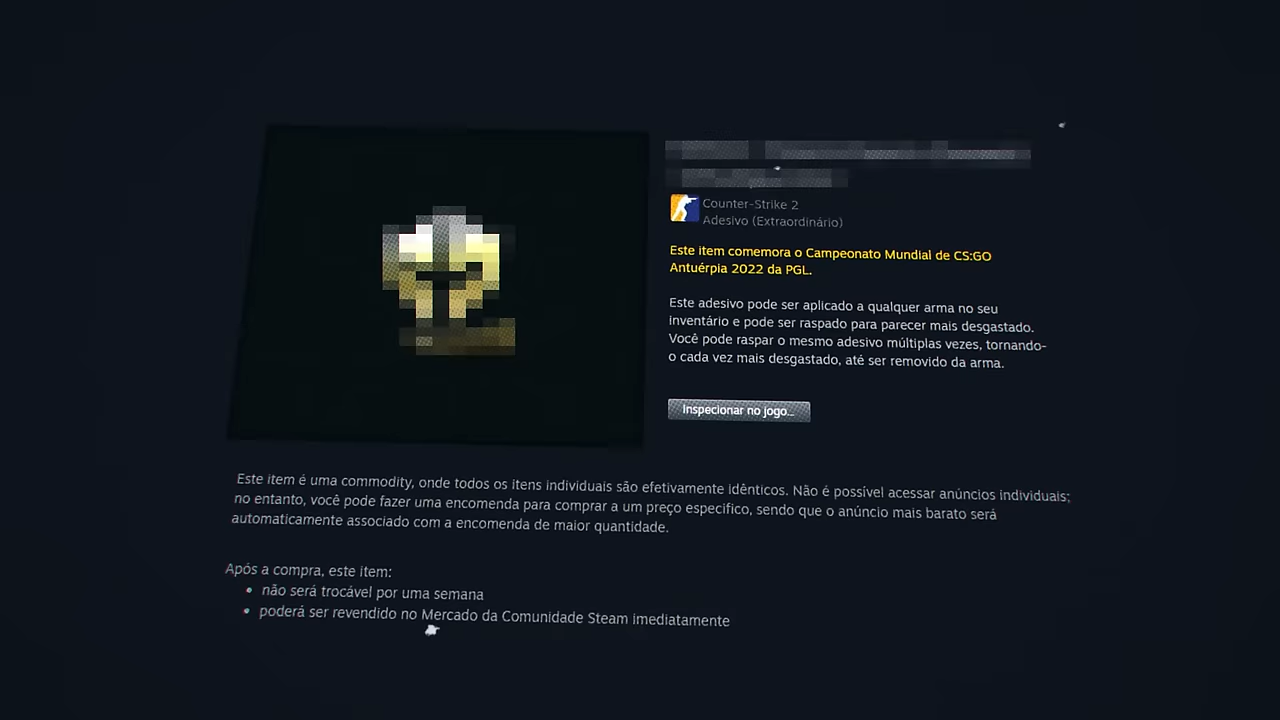 Counter-Strike 2
Adesivo (Extraordinário)
Este item comemora o Campeonato Mundial de CS:GO
Antuérpia 2022 da PGL.
Este adesivo pode ser aplicado a qualquer arma no seu
inventário e pode ser raspado para parecer mais desgastado.
Você pode raspar o mesmo adesivo múltiplas vezes, tornando-
o cada vez mais desgastado, até ser removido da arma.
Inspecionar no jogo...
Este item é uma commodity, onde todos os itens individuais são efetivamente idênticos. Não é possível acessar anúncios individuais;
no entanto, você pode fazer uma encomenda para comprar a um preço específico, sendo que o anúncio mais barato será
automaticamente associado com a encomenda de maior quantidade.
Após a compra, este item:
não será trocável por uma semana
poderá ser revendido no Mercado da Comunidade Steam imediatamente